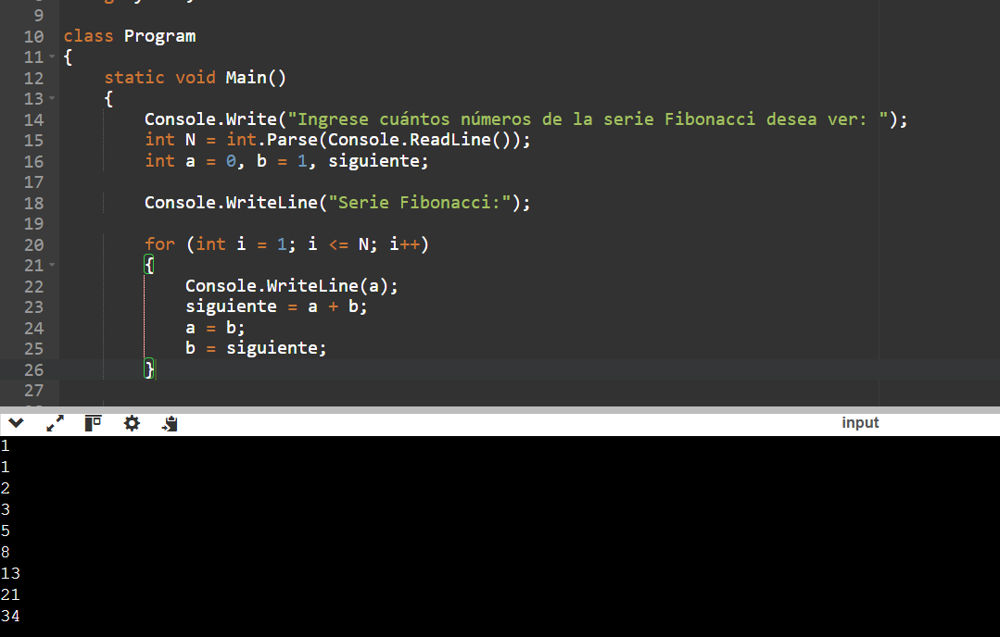 9
10 class Program
11 {
12     static void Main()
13     {
14         Console.Write("Ingrese cuántos números de la serie Fibonacci desea ver: ");
15         int N = int.Parse(Console.ReadLine());
16         int a = 0, b = 1, siguiente;
17
18         Console.WriteLine("Serie Fibonacci:");
19
20         for (int i = 1; i <= N; i++)
21         {
22             Console.WriteLine(a);
23             siguiente = a + b;
24             a = b;
25             b = siguiente;
26         }
27
input
1
1
2
3
5
8
13
21
34